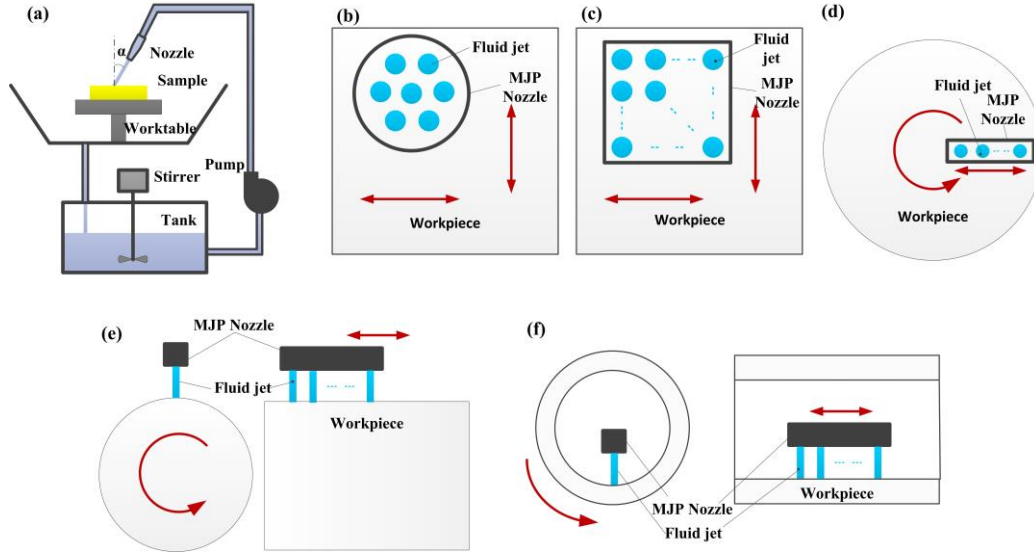 (a)
α
Nozzle
Sample
Worktable
Pump
Stirrer
Tank
(b)
Fluid jet
MJP
Nozzle
Workpiece
(c)
Fluid
jet
MJP
Nozzle
Workpiece
(d)
Fluid jet
MJP
Nozzle
Workpiece
(e)
MJP Nozzle
Fluid jet
Workpiece
(f)
MJP Nozzle
Fluid jet
Workpiece